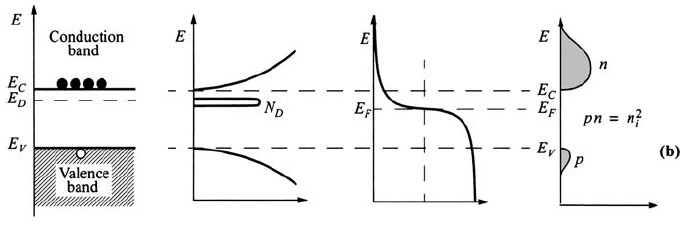 E
Conduction
band
E_C
E_D
E_V
Valence
band
E
N_D
E
E_F
E
n
E_C
E_F
pn = n_i^2
E_V
p
(b)